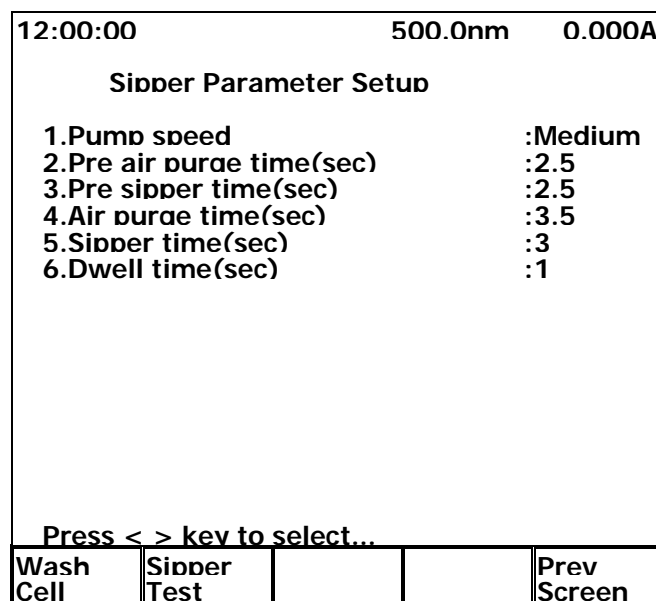 12:00:00 500.0nm 0.000A
Sipper Parameter Setup
1.Pump speed :Medium
2.Pre air purge time(sec) :2.5
3.Pre sipper time(sec) :2.5
4.Air purge time(sec) :3.5
5.Sipper time(sec) :3
6.Dwell time(sec) :1
Press < > key to select...
Wash Sipper Prev
Cell Test Screen